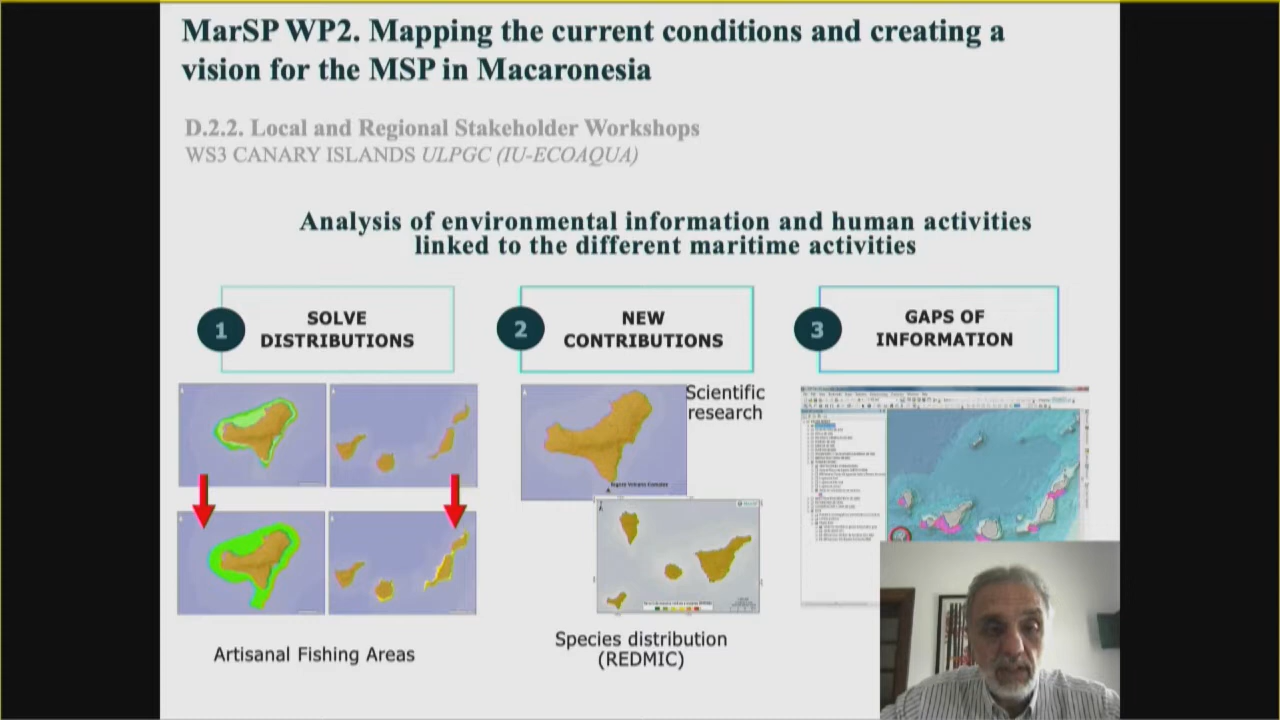 MarSP WP2. Mapping the current conditions and creating a
vision for the MSP in Macaronesia
D.2.2. Local and Regional Stakeholder Workshops
WS3 CANARY ISLANDS ULPGC (IU-ECOAQUA)
Analysis of environmental information and human activities
linked to the different maritime activities
1
SOLVE
DISTRIBUTIONS
2
NEW
CONTRIBUTIONS
3
GAPS OF
INFORMATION
Scientific
research
Artisanal Fishing Areas
Species distribution
(REDMIC)